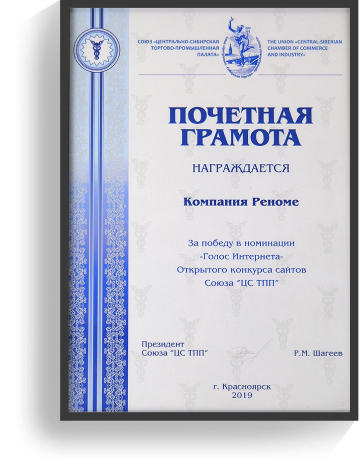 СОЮЗ «ЦЕНТРАЛЬНО-СИБИРСКАЯ
ТОРГОВО-ПРОМЫШЛЕННАЯ
ПАЛАТА»
THE UNION «CENTRAL-SIBERIAN
CHAMBER OF COMMERCE
AND INDUSTRY»
ПОЧЕТНАЯ
ГРАМОТА
НАГРАЖДАЕТСЯ
Компания Реноме
За победу в номинации
«Голос Интернета»
Открытого конкурса сайтов
Союза "ЦС ТПП"
Президент
Союза "ЦС ТПП"
Р.М. Шагеев
г. Красноярск
2019